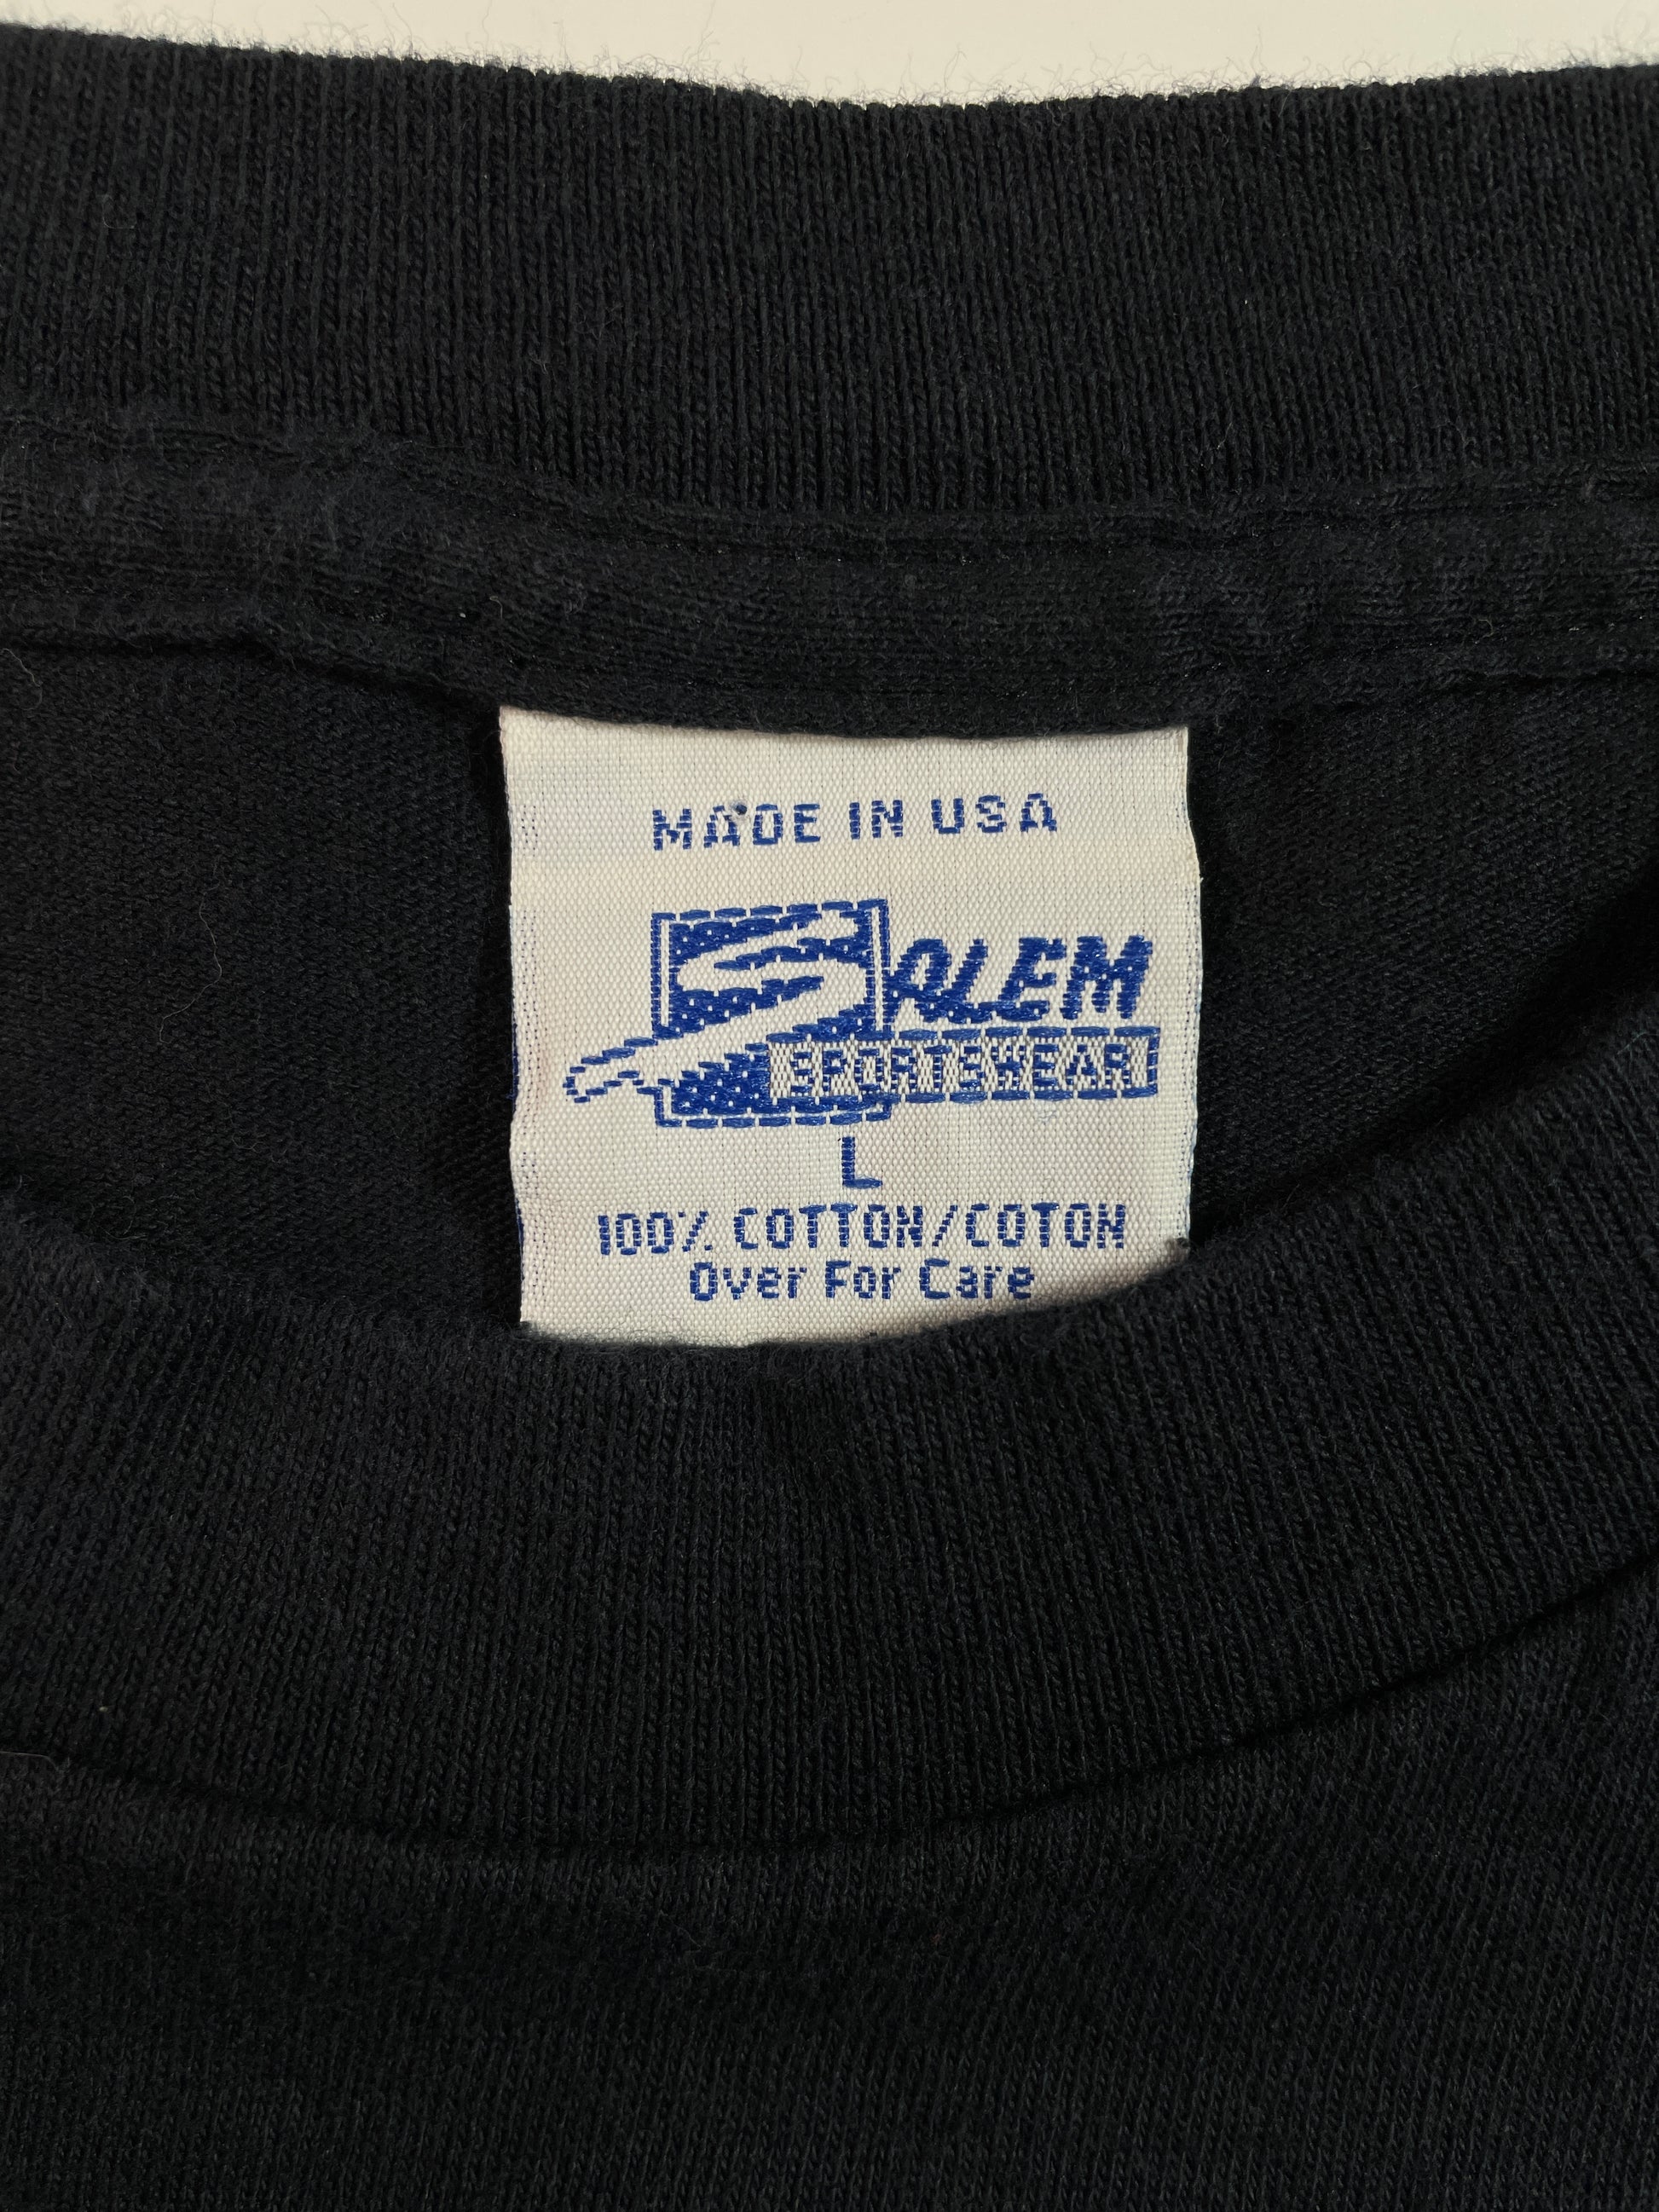 MADE IN USA
SALEM
SPORTSWEAR
L
100% COTTON/COTON
Over For Care